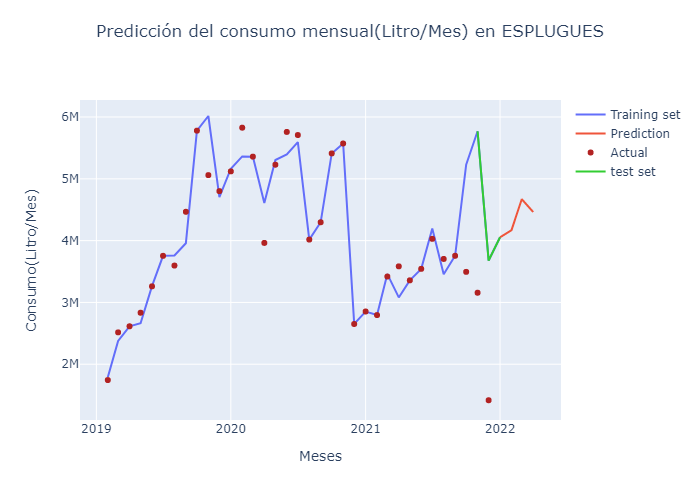 Predicción del consumo mensual(Litro/Mes) en ESPLUGUES
Training set
Prediction
Actual
test set
Consumo(Litro/Mes)
6M
5M
4M
3M
2M
2019
2020
2021
2022
Meses